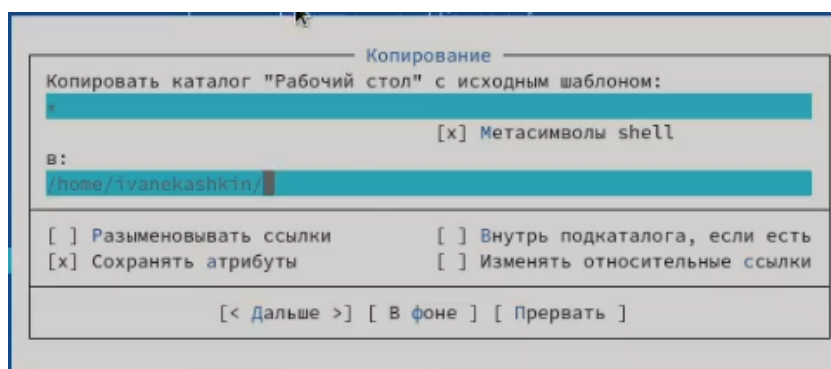 Копирование
Копировать каталог "Рабочий стол" с исходным шаблоном:
*
[x] Метасимволы shell
в:
/home/ivanekashkin/
[ ] Разыменовывать ссылки [ ] Внутрь подкаталога, если есть
[x] Сохранять атрибуты [ ] Изменять относительные ссылки
[< Дальше >] [ В фоне ] [ Прервать ]